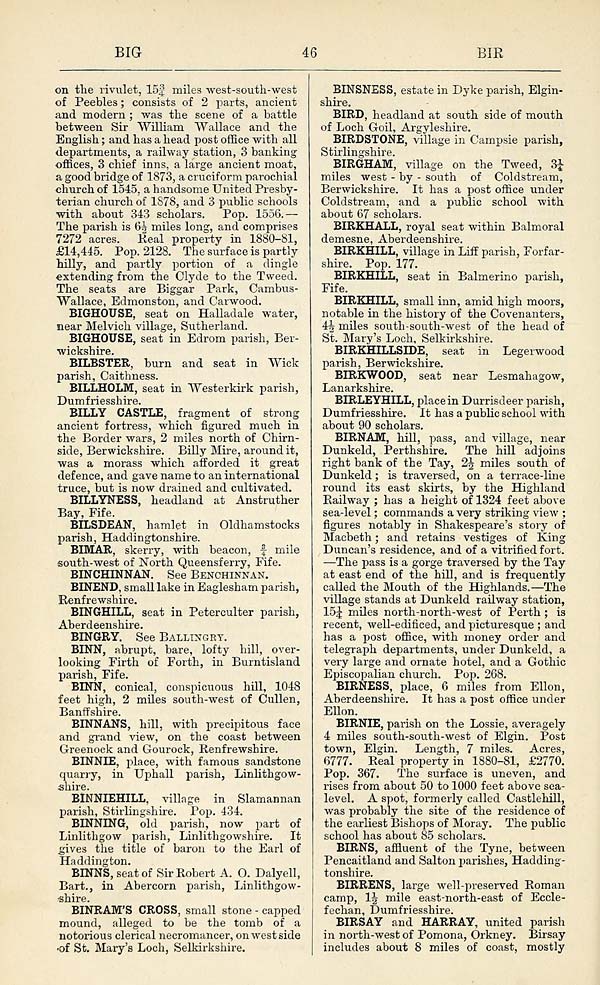 BIG 46 BIR
on the rivulet, 15¾ miles west-south-west
of Peebles; consists of 2 parts, ancient
and modern; was the scene of a battle
between Sir William Wallace and the
English; and has a head post office with all
departments, a railway station, 3 banking
offices, 3 chief inns, a large ancient moat,
a good bridge of 1873, a cruciform parochial
church of 1545, a handsome United Presby-
terian church of 1878, and 3 public schools
with about 343 scholars. Pop. 1556.—
The parish is 6½ miles long, and comprises
7272 acres. Real property in 1880-81,
£14,445. Pop. 2128. The surface is partly
hilly, and partly portion of a dingle
extending from the Clyde to the Tweed.
The seats are Biggar Park, Cambus-
Wallace, Edmonston, and Carwood.
BIGHOUSE, seat on Halladale water,
near Melvich village, Sutherland.
BIGHOUSE, seat in Edrom parish, Ber-
wickshire.
BILBSTER, burn and seat in Wick
parish, Caithness.
BILLHOLM, seat in Westerkirk parish,
Dumfriesshire.
BILLY CASTLE, fragment of strong
ancient fortress, which figured much in
the Border wars, 2 miles north of Chirn-
side, Berwickshire. Billy Mire, around it,
was a morass which afforded it great
defence, and gave name to an international
truce, but is now drained and cultivated.
BILLYNESS, headland at Anstruther
Bay, Fife.
BILSDEAN, hamlet in Oldhamstocks
parish, Haddingtonshire.
BIMAR, skerry, with beacon, ¾ mile
south-west of North Queensferry, Fife.
BINCHINNAN. See BENCHINNAN.
BINEND, small lake in Eaglesham parish,
Renfrewshire.
BINGHILL, seat in Peterculter parish,
Aberdeenshire.
BINGRY. See BALLINGRY.
BINN, abrupt, bare, lofty hill, over-
looking Firth of Forth, in Burntisland
parish, Fife.
BINN, conical, conspicuous hill, 1048
feet high, 2 miles south-west of Cullen,
Banffshire.
BINNANS, hill, with precipitous face
and grand view, on the coast between
Greenock and Gourock, Renfrewshire.
BINNIE, place, with famous sandstone
quarry, in Uphall parish, Linlithgow-
shire.
BINNIEHILL, village in Slamannan
parish, Stirlingshire. Pop. 434.
BINNING, old parish, now part of
Linlithgow parish, Linlithgowshire. It
gives the title of baron to the Earl of
Haddington.
BINNS, seat of Sir Robert A. O. Dalyell,
Bart., in Abercorn parish, Linlithgow-
shire.
BINRAM'S CROSS, small stone-capped
mound, alleged to be the tomb of a
notorious clerical necromancer, on west side
of St. Mary's Loch, Selkirkshire.
BINSNESS, estate in Dyke parish, Elgin-
shire.
BIRD, headland at south side of mouth
of Loch Goil, Argyleshire.
BIRDSTONE, village in Campsie parish,
Stirlingshire.
BIRGHAM, village on the Tweed, 3¼
miles west-by-south of Coldstream,
Berwickshire. It has a post office under
Coldstream, and a public school with
about 67 scholars.
BIRKHALL, royal seat within Balmoral
demesne, Aberdeenshire.
BIRKHILL, village in Liff parish, Forfar-
shire. Pop. 177.
BIRKHILL, seat in Balmerino parish,
Fife.
BIRKHILL, small inn, amid high moors,
notable in the history of the Covenanters,
4½ miles south-south-west of the head of
St. Mary's Loch, Selkirkshire.
BIRKHILLSIDE, seat in Legerwood
parish, Berwickshire.
BIRKWOOD, seat near Lesmahagow,
Lanarkshire.
BIRLEYHILL, place in Durrisdeer parish,
Dumfriesshire. It has a public school with
about 90 scholars.
BIRNAM, hill, pass, and village, near
Dunkeld, Perthshire. The hill adjoins
right bank of the Tay, 2½ miles south of
Dunkeld; is traversed, on a terrace-line
round its east skirts, by the Highland
Railway; has a height of 1324 feet above
sea-level; commands a very striking view;
figures notably in Shakespeare's story of
Macbeth; and retains vestiges of King
Duncan's residence, and of a vitrified fort.
—The pass is a gorge traversed by the Tay
at east end of the hill, and is frequently
called the Mouth of the Highlands.—The
village stands at Dunkeld railway station,
15¾ miles north-north-west of Perth; is
recent, well-edificed, and picturesque; and
has a post office, with money order and
telegraph departments, under Dunkeld, a
very large and ornate hotel, and a Gothic
Episcopalian church. Pop. 268.
BIRNESS, place, 6 miles from Ellon,
Aberdeenshire. It has a post office under
Ellon.
BIRNIE, parish on the Lossie, averagely
4 miles south-south-west of Elgin. Post
town, Elgin. Length, 7 miles. Acres,
6777. Real property in 1880-81, £2770.
Pop. 367. The surface is uneven, and
rises from about 50 to 1000 feet above sea-
level. A spot, formerly called Castlehill,
was probably the site of the residence of
the earliest Bishops of Moray. The public
school has about 85 scholars.
BIRNS, affluent of the Tyne, between
Pencaitland and Salton parishes, Hadding-
tonshire.
BIRRENS, large well-preserved Roman
camp, 1½ mile east-north-east of Eccle-
fechan, Dumfriesshire.
BIRSAY and HARRAY, united parish
in north-west of Pomona, Orkney. Birsay
includes about 8 miles of coast, mostly